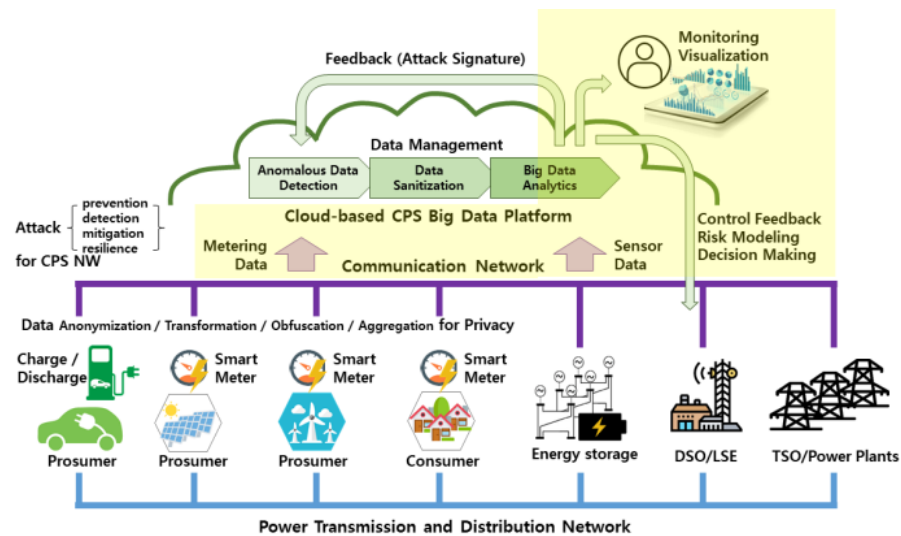 Monitoring
Visualization
Feedback (Attack Signature)
Data Management
Anomalous Data
Detection
Data
Sanitization
Big Data
Analytics
Cloud-based CPS Big Data Platform
Attack
prevention
detection
mitigation
resilience
for CPS NW
Metering
Data
Communication Network
Sensor
Data
Control Feedback
Risk Modeling
Decision Making
Data Anonymization / Transformation / Obfuscation / Aggregation for Privacy
Charge /
Discharge
Smart
Meter
Smart
Meter
Smart
Meter
Prosumer
Prosumer
Prosumer
Consumer
Energy storage
DSO/LSE
TSO/Power Plants
Power Transmission and Distribution Network